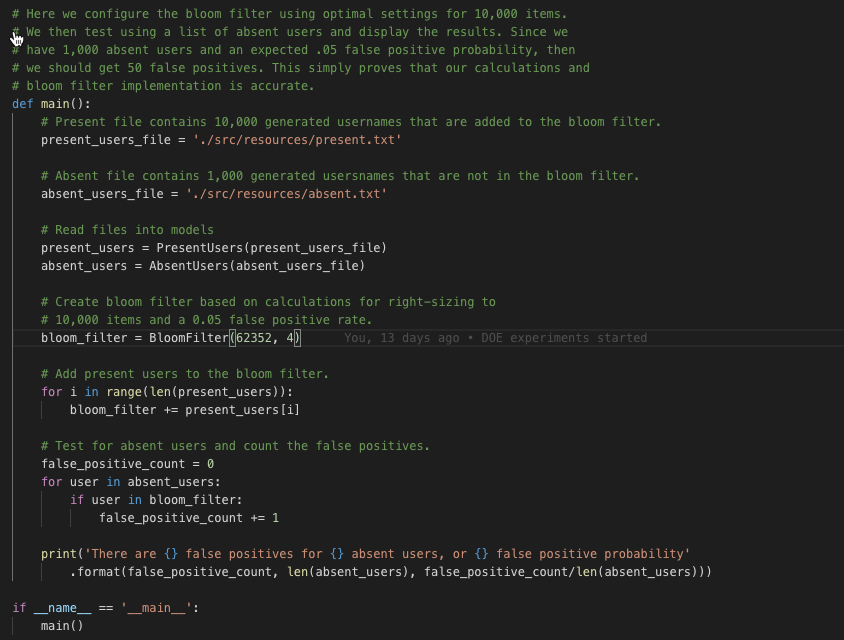 # Here we configure the bloom filter using optimal settings for 10,000 items.
# We then test using a list of absent users and display the results. Since we
# have 1,000 absent users and an expected .05 false positive probability, then
# we should get 50 false positives. This simply proves that our calculations and
# bloom filter implementation is accurate.
def main():
    # Present file contains 10,000 generated usernames that are added to the bloom filter.
    present_users_file = './src/resources/present.txt'

    # Absent file contains 1,000 generated usersnames that are not in the bloom filter.
    absent_users_file = './src/resources/absent.txt'

    # Read files into models
    present_users = PresentUsers(present_users_file)
    absent_users = AbsentUsers(absent_users_file)

    # Create bloom filter based on calculations for right-sizing to
    # 10,000 items and a 0.05 false positive rate.
    bloom_filter = BloomFilter(62352, 4)      You, 13 days ago • DOE experiments started

    # Add present users to the bloom filter.
    for i in range(len(present_users)):
        bloom_filter += present_users[i]

    # Test for absent users and count the false positives.
    false_positive_count = 0
    for user in absent_users:
        if user in bloom_filter:
            false_positive_count += 1

    print('There are {} false positives for {} absent users, or {} false positive probability'
        .format(false_positive_count, len(absent_users), false_positive_count/len(absent_users)))

if __name__ == '__main__':
    main()